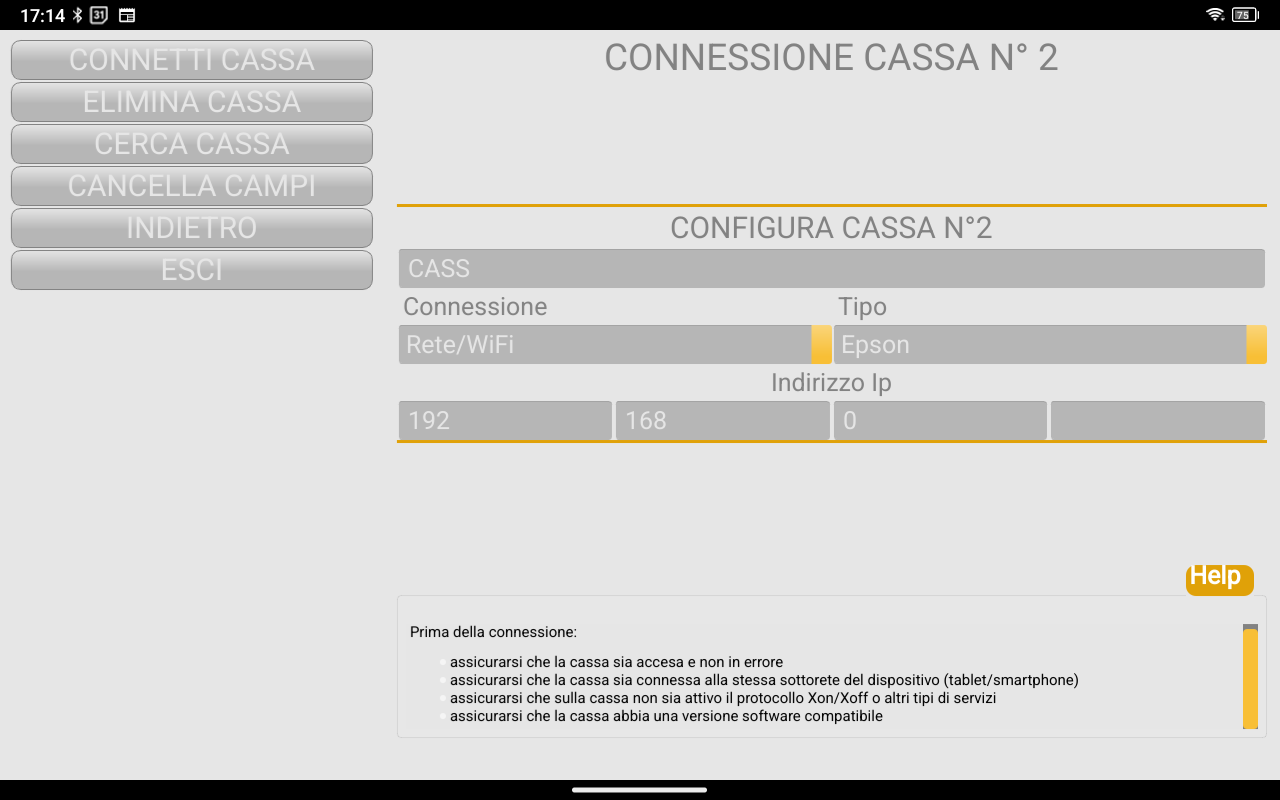 17:14 31 75
CONNETTI CASSA
ELIMINA CASSA
CERCA CASSA
CANCELLA CAMPI
INDIETRO
ESCI
CONNESSIONE CASSA N° 2
CONFIGURA CASSA N°2
CASS
Connessione Tipo
Rete/WiFi Epson
Indirizzo Ip
192 168 0
Help
Prima della connessione:
assicurarsi che la cassa sia accesa e non in errore
assicurarsi che la cassa sia connessa alla stessa sottorete del dispositivo (tablet/smartphone)
assicurarsi che sulla cassa non sia attivo il protocollo Xon/Xoff o altri tipi di servizi
assicurarsi che la cassa abbia una versione software compatibile